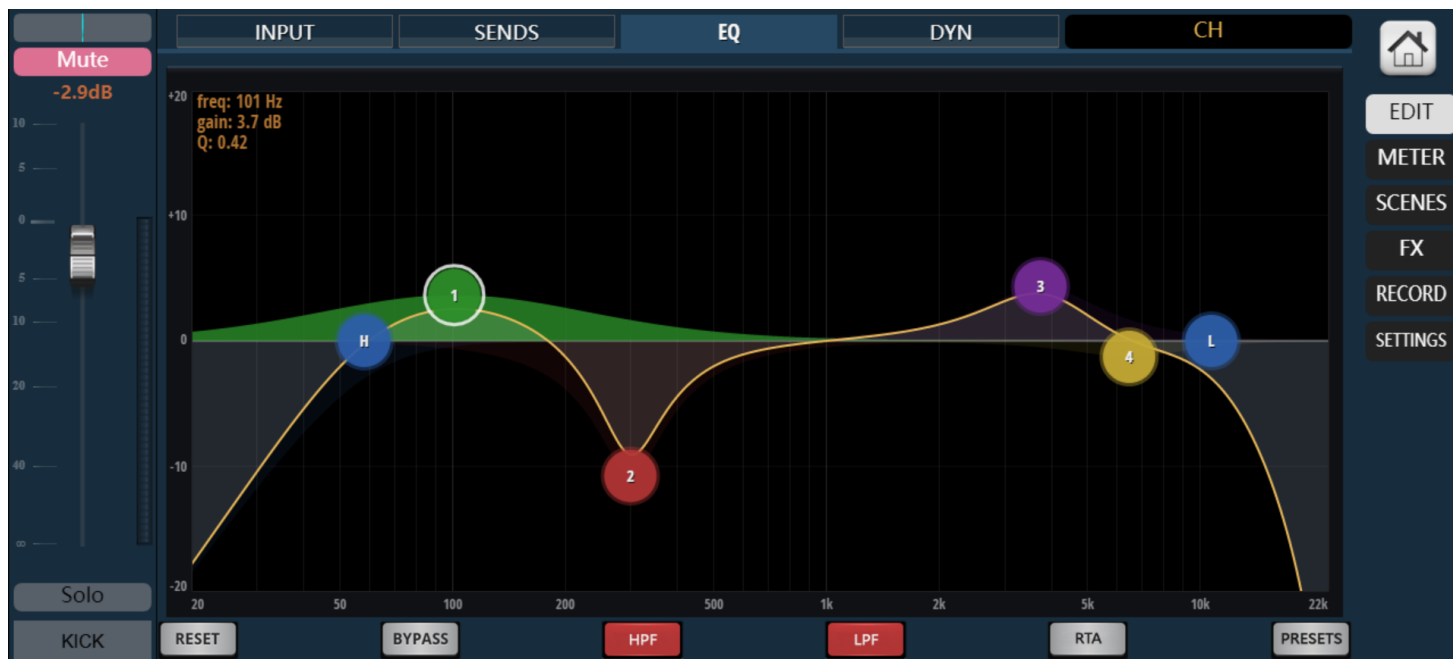 INPUT SENDS EQ DYN CH
Mute
-2.9dB
10
5
0
5
10
20
40
∞
Solo
KICK
freq: 101 Hz
gain: 3.7 dB
Q: 0.42
+20
+10
0
-10
-20
H 1 2 3 4 L
20 50 100 200 500 1k 2k 5k 10k 22k
RESET BYPASS HPF LPF RTA PRESETS
EDIT
METER
SCENES
FX
RECORD
SETTINGS